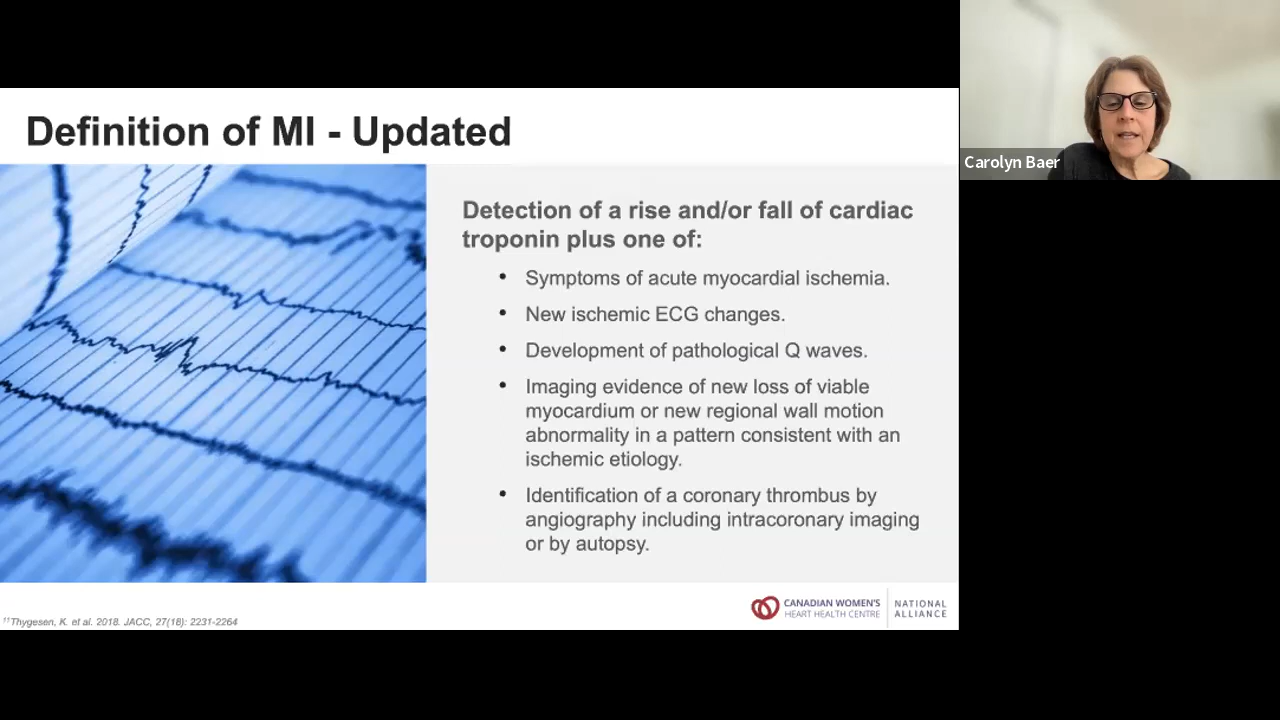 Definition of MI - Updated
Carolyn Baer
Detection of a rise and/or fall of cardiac
troponin plus one of:
• Symptoms of acute myocardial ischemia.
• New ischemic ECG changes.
• Development of pathological Q waves.
• Imaging evidence of new loss of viable
myocardium or new regional wall motion
abnormality in a pattern consistent with an
ischemic etiology.
• Identification of a coronary thrombus by
angiography including intracoronary imaging
or by autopsy.
CANADIAN WOMEN'S
HEART HEALTH CENTRE
NATIONAL
ALLIANCE
††Thygesen, K. et al. 2018. JACC, 27(18): 2231-2264